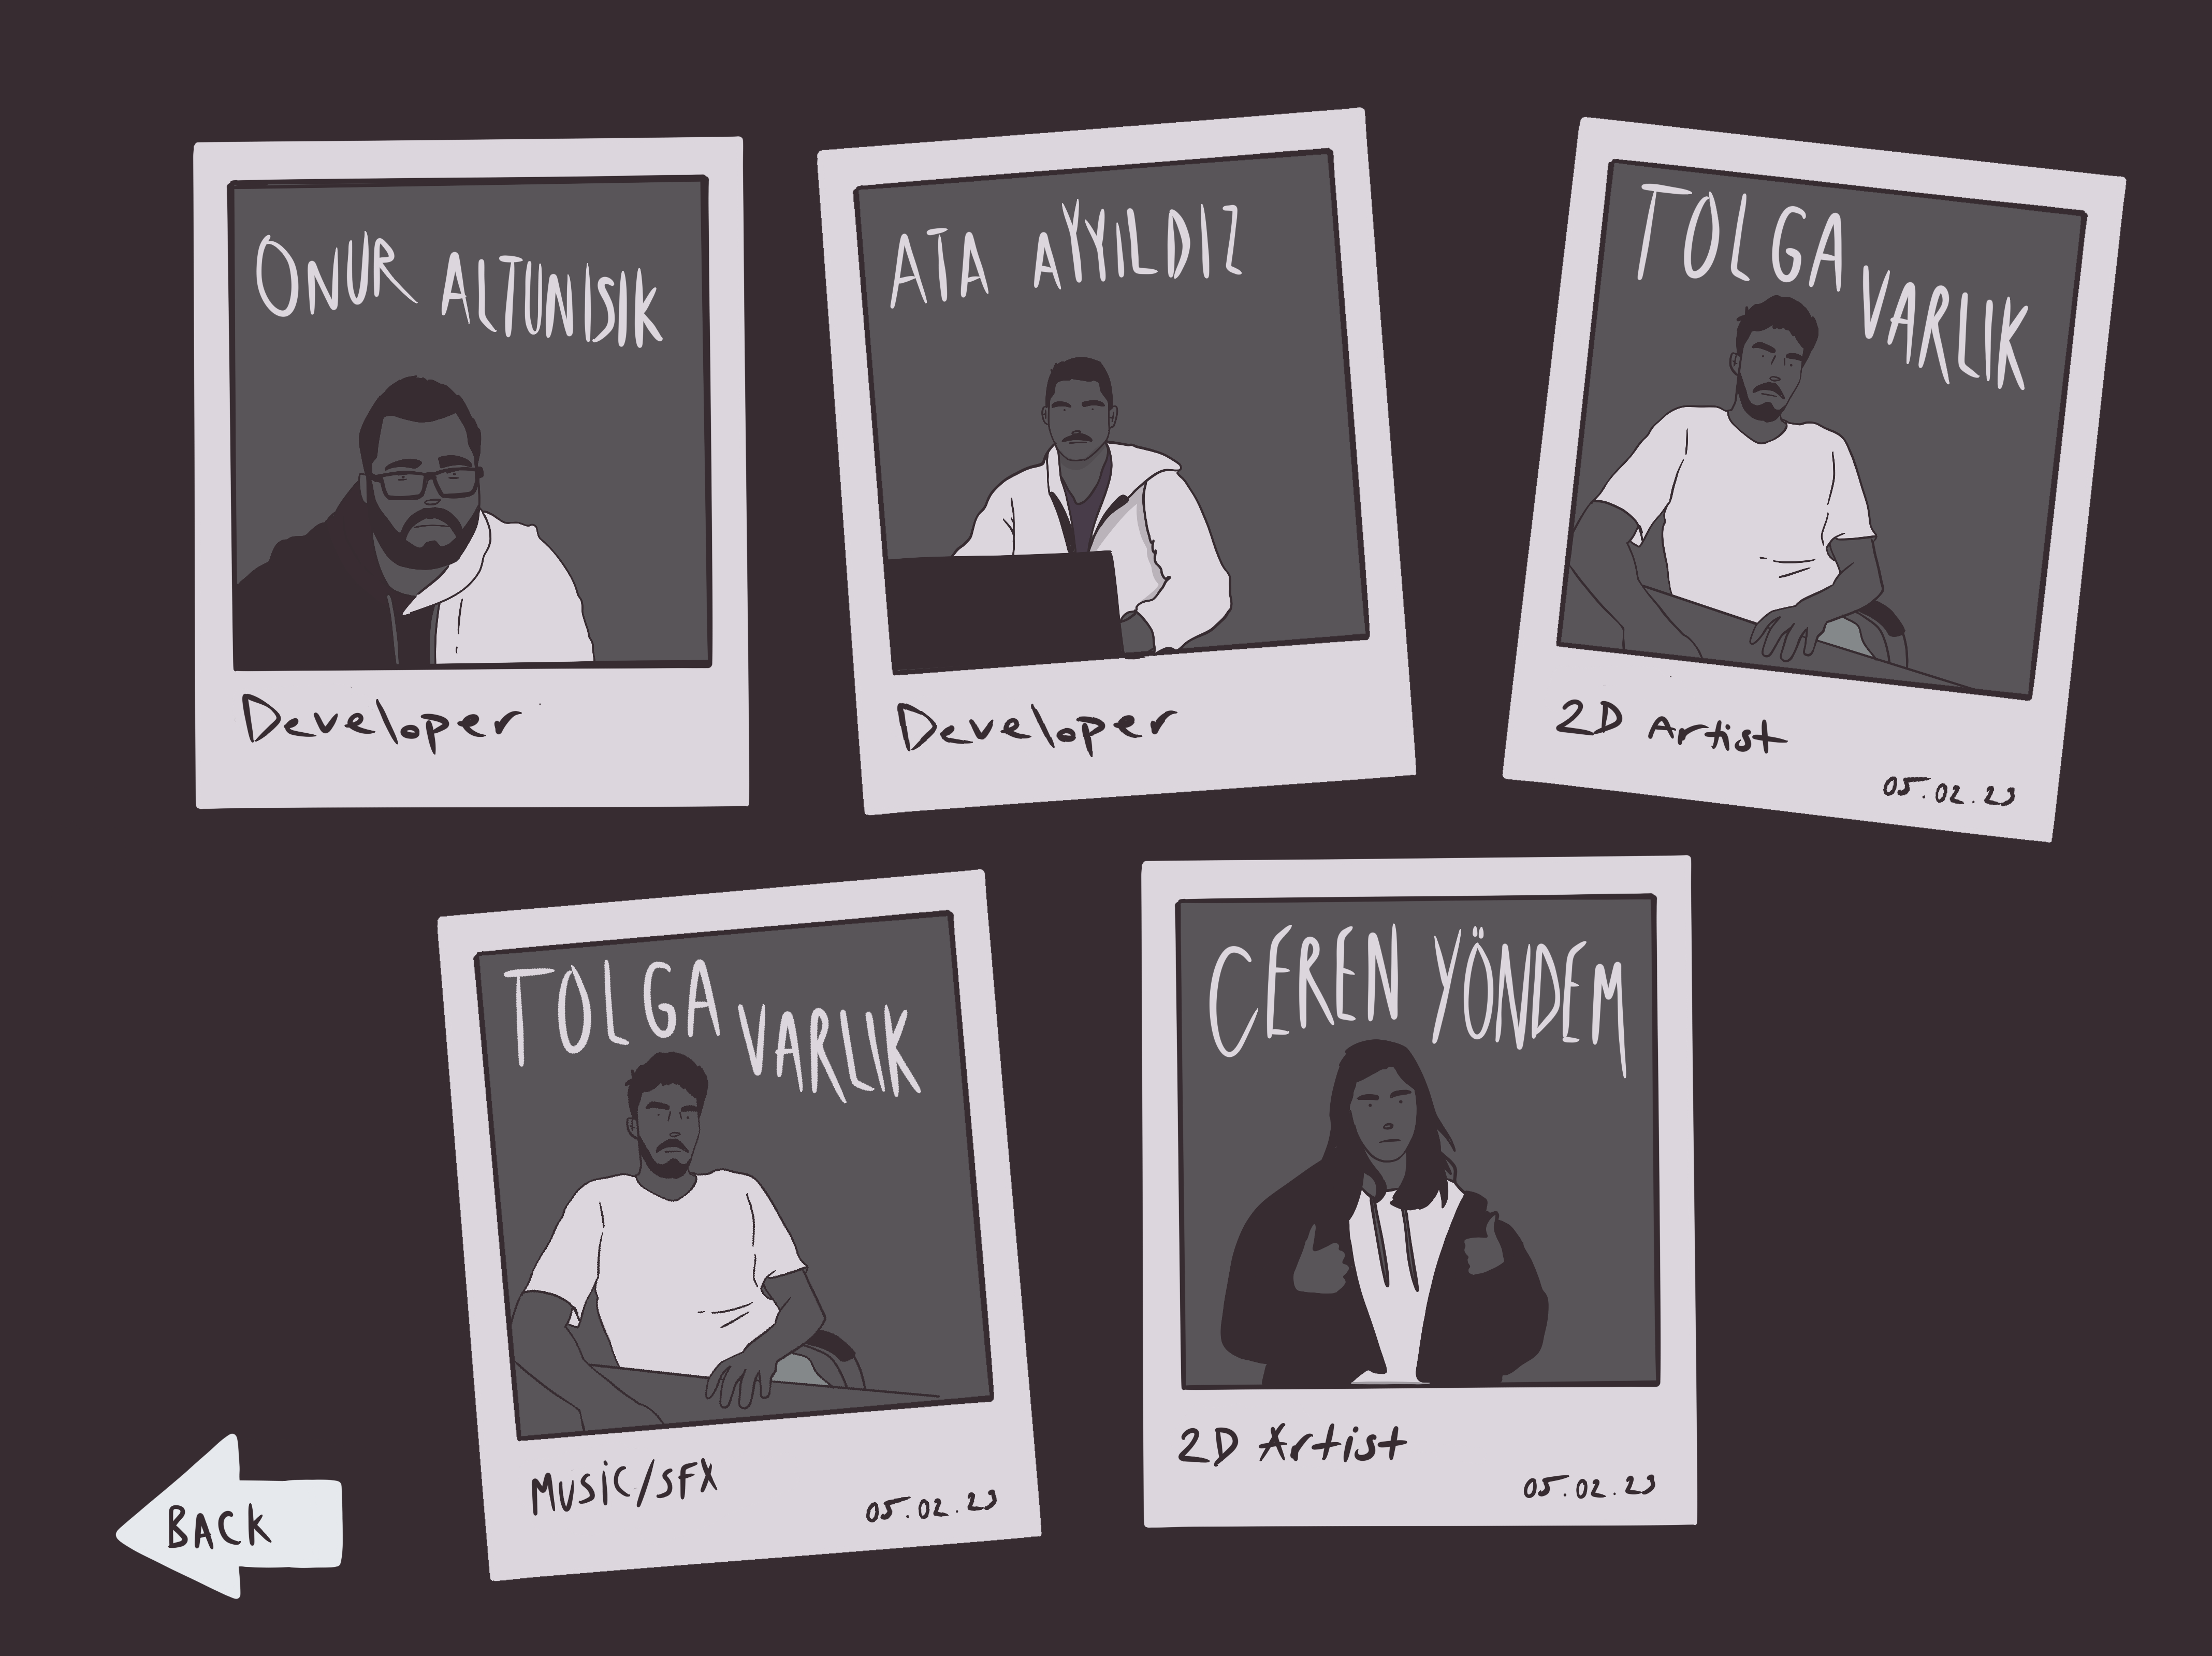 ONUR ALTUNISIK
Developer
ATA AYYILDIZ
Developer
TOLGA VARLIK
2D Artist
05.02.23
TOLGA VARLIK
MUSIC/SFX
05.02.23
CEREN YÖNDEM
2D Artist
05.02.23
BACK